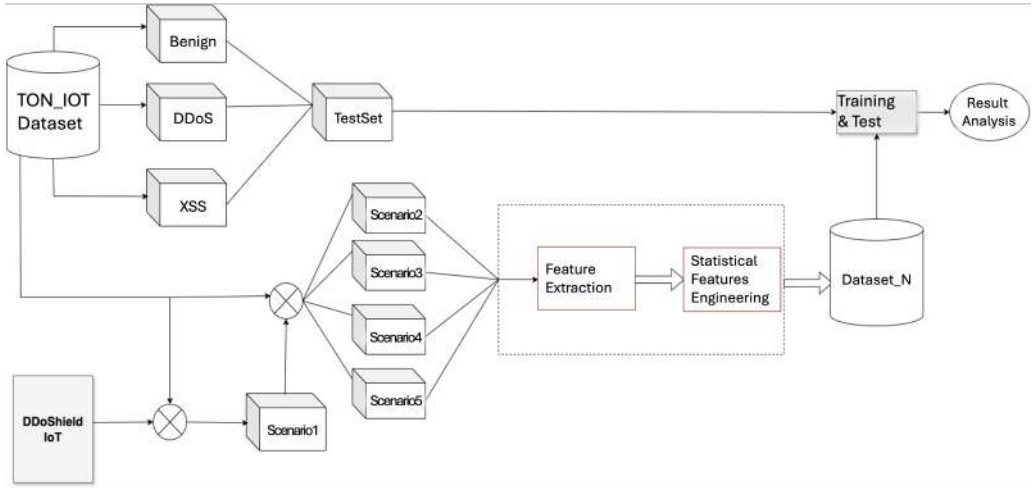 Benign
TON_IOT
Dataset
DDoS
TestSet
Training
& Test
Result
Analysis
XSS
Scenario2
Scenario3
Scenario4
Scenario5
Feature
Extraction
Statistical
Features
Engineering
Dataset_N
DDoShield
IoT
Scenario1